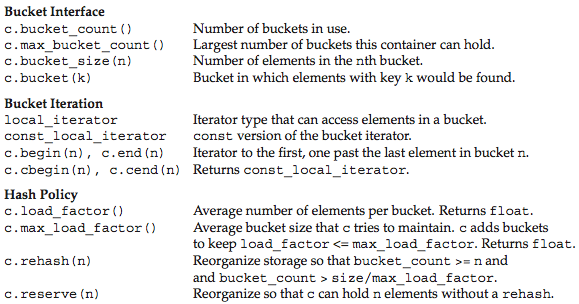 Bucket Interface
c.bucket_count() Number of buckets in use.
c.max_bucket_count() Largest number of buckets this container can hold.
c.bucket_size(n) Number of elements in the nth bucket.
c.bucket(k) Bucket in which elements with key k would be found.
Bucket Iteration
local_iterator Iterator type that can access elements in a bucket.
const_local_iterator const version of the bucket iterator.
c.begin(n), c.end(n) Iterator to the first, one past the last element in bucket n.
c.cbegin(n), c.cend(n) Returns const_local_iterator.
Hash Policy
c.load_factor() Average number of elements per bucket. Returns float.
c.max_load_factor() Average bucket size that c tries to maintain. c adds buckets
to keep load_factor <= max_load_factor. Returns float.
c.rehash(n) Reorganize storage so that bucket_count >= n and
and bucket_count > size/max_load_factor.
c.reserve(n) Reorganize so that c can hold n elements without a rehash.